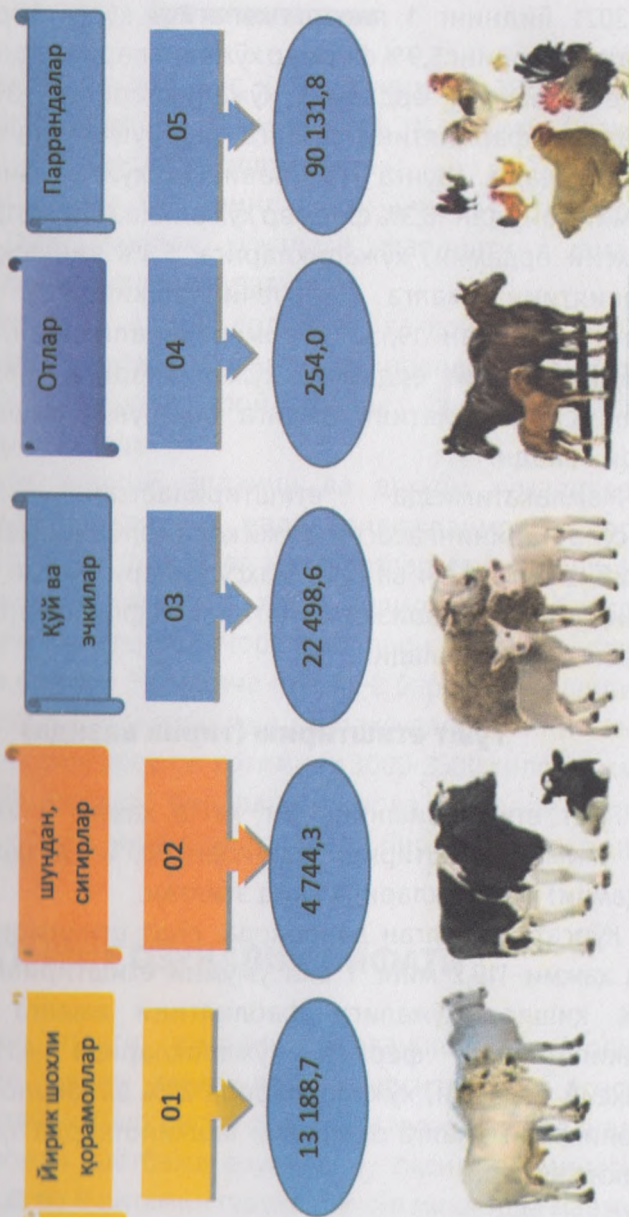 Йирик шохли
қорамоллар
01
13 188,7
шундан,
сигирлар
02
4 744,3
Қўй ва
эчкилар
03
22 498,6
Отлар
04
254,0
Паррандалар
05
90 131,8